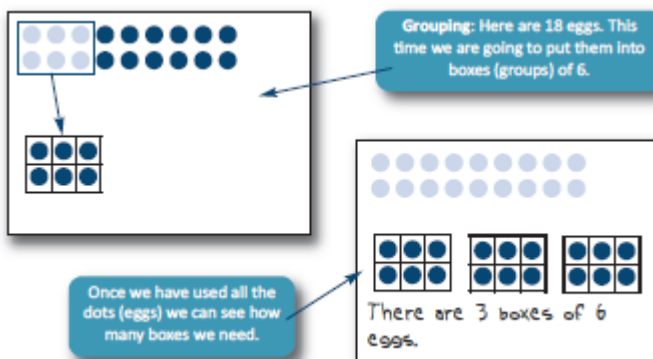 Grouping: Here are 18 eggs. This
time we are going to put them into
boxes (groups) of 6.
Once we have used all the
dots (eggs) we can see how
many boxes we need.
There are 3 boxes of 6
eggs.